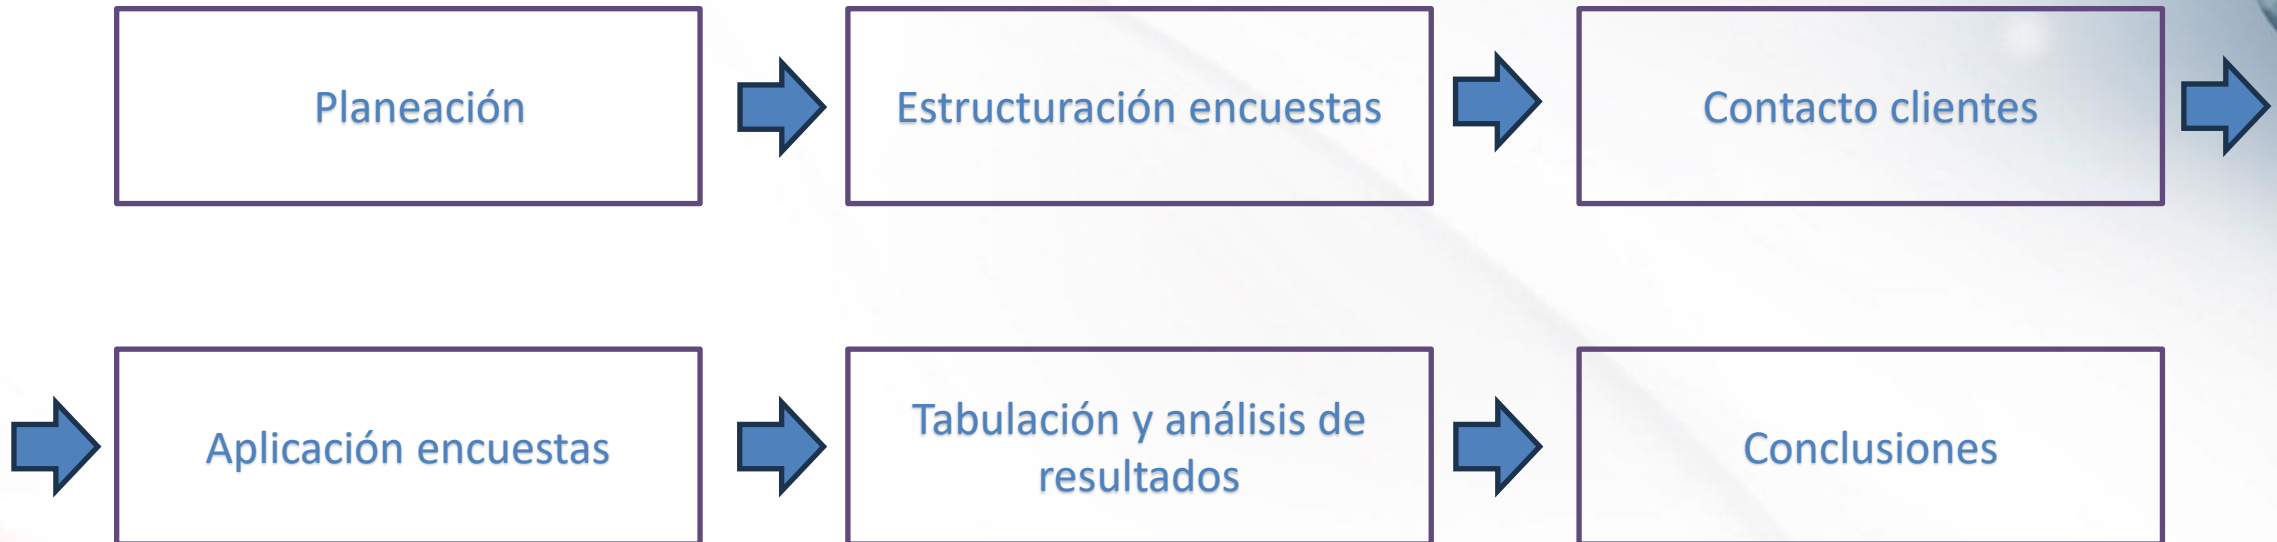 Planeación
Estructuración encuestas
Contacto clientes
Aplicación encuestas
Tabulación y análisis de
resultados
Conclusiones